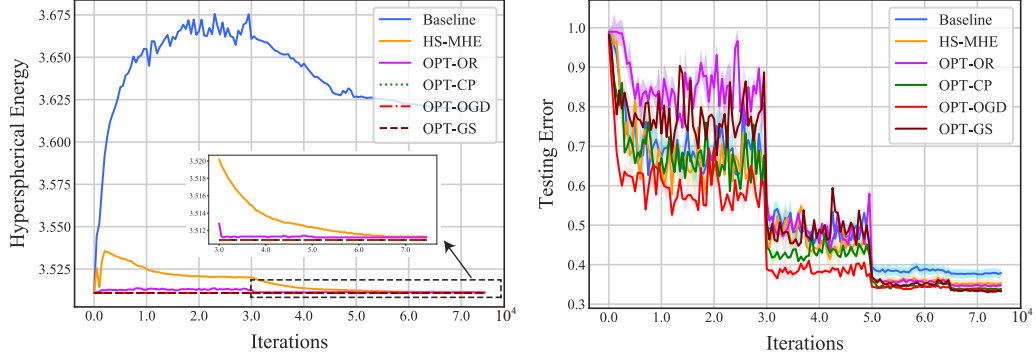 3.675
3.650
3.625
3.600
3.575
3.550
3.525
Hyperspherical Energy
Baseline
HS-MHE
OPT-OR
OPT-CP
OPT-OGD
OPT-GS
3.520
3.518
3.516
3.514
3.512
3.0 4.0 5.0 6.0 7.0
0.0 1.0 2.0 3.0 4.0 5.0 6.0 7.0 10^4
Iterations
1.0
0.9
0.8
0.7
0.6
0.5
0.4
0.3
Testing Error
Baseline
HS-MHE
OPT-OR
OPT-CP
OPT-OGD
OPT-GS
0.0 1.0 2.0 3.0 4.0 5.0 6.0 7.0 10^4
Iterations